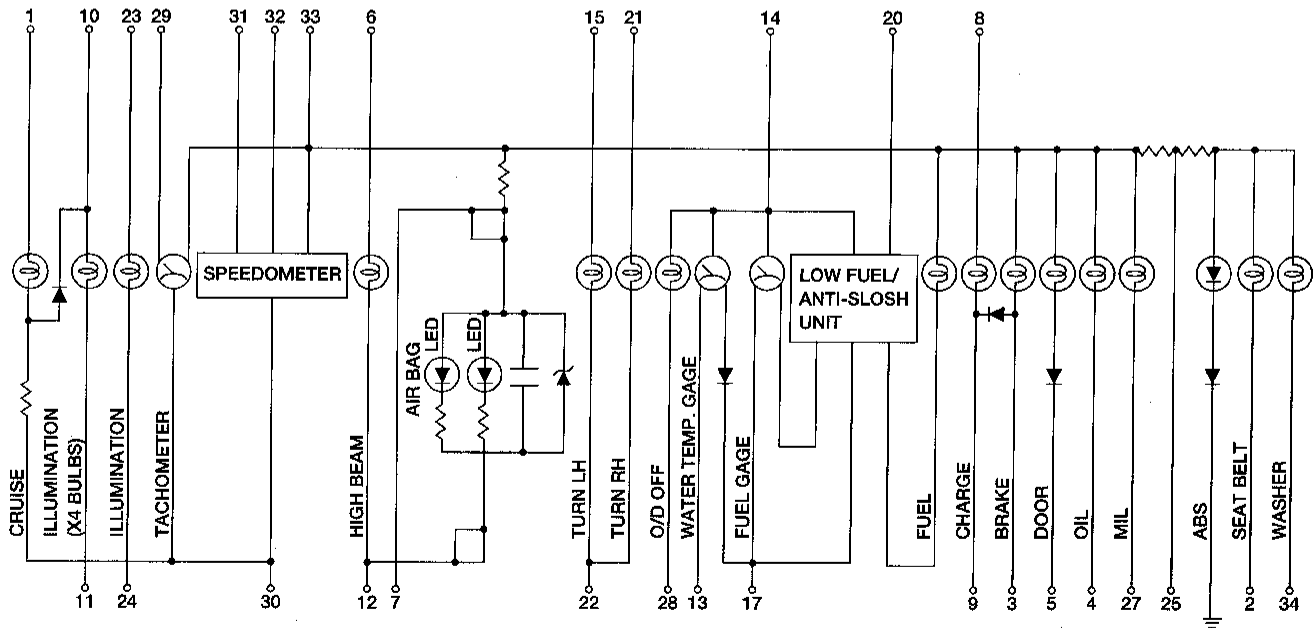 1 10 23 29 31 32 33 6 15 21 14 20 8
SPEEDOMETER
LOW FUEL/
ANTI-SLOSH
UNIT
LED
LED
AIR BAG
CRUISE
ILLUMINATION
(X4 BULBS)
ILLUMINATION
TACHOMETER
HIGH BEAM
TURN LH
TURN RH
O/D OFF
WATER TEMP. GAGE
FUEL GAGE
FUEL
CHARGE
BRAKE
DOOR
OIL
MIL
ABS
SEAT BELT
WASHER
11 24 30 12 7 22 28 13 17 9 3 5 4 27 25 2 34